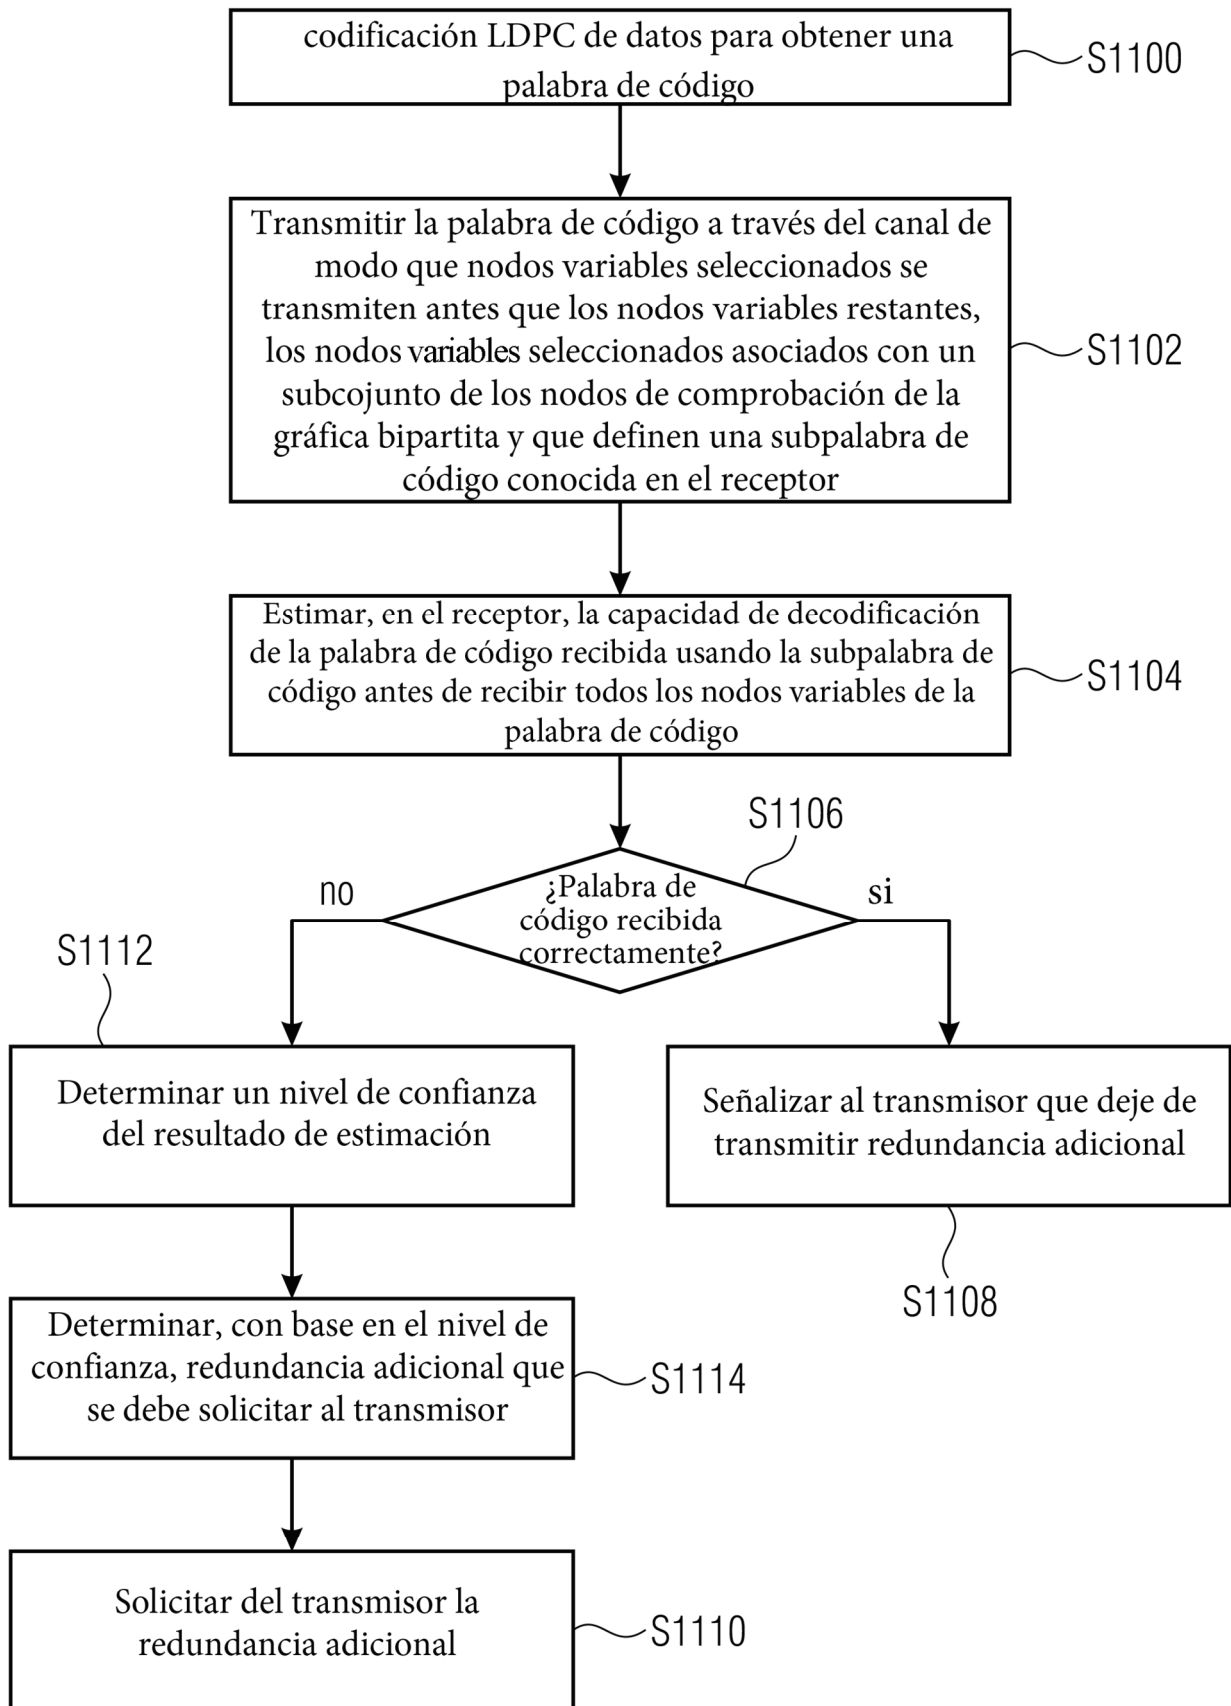 codificación LDPC de datos para obtener una
palabra de código
S1100
Transmitir la palabra de código a través del canal de
modo que nodos variables seleccionados se
transmiten antes que los nodos variables restantes,
los nodos variables seleccionados asociados con un
subcojunto de los nodos de comprobación de la
gráfica bipartita y que definen una subpalabra de
código conocida en el receptor
S1102
Estimar, en el receptor, la capacidad de decodificación
de la palabra de código recibida usando la subpalabra de
código antes de recibir todos los nodos variables de la
palabra de código
S1104
S1106
¿Palabra de
código recibida
correctamente?
no
si
S1112
Determinar un nivel de confianza
del resultado de estimación
Señalizar al transmisor que deje de
transmitir redundancia adicional
S1108
Determinar, con base en el nivel de
confianza, redundancia adicional que
se debe solicitar al transmisor
S1114
Solicitar del transmisor la
redundancia adicional
S1110